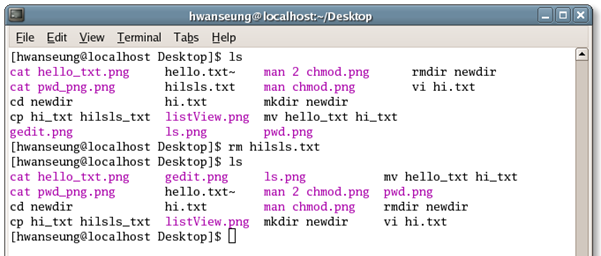 hwanseung@localhost:~/Desktop
File Edit View Terminal Tabs Help
[hwanseung@localhost Desktop]$ ls
cat hello_txt.png hello.txt~ man 2 chmod.png rmdir newdir
cat pwd_png.png hilsls.txt man chmod.png vi hi.txt
cd newdir hi.txt mkdir newdir
cp hi_txt hilsls_txt listView.png mv hello_txt hi_txt
gedit.png ls.png pwd.png
[hwanseung@localhost Desktop]$ rm hilsls.txt
[hwanseung@localhost Desktop]$ ls
cat hello_txt.png gedit.png ls.png mv hello_txt hi_txt
cat pwd_png.png hello.txt~ man 2 chmod.png pwd.png
cd newdir hi.txt man chmod.png rmdir newdir
cp hi_txt hilsls_txt listView.png mkdir newdir vi hi.txt
[hwanseung@localhost Desktop]$